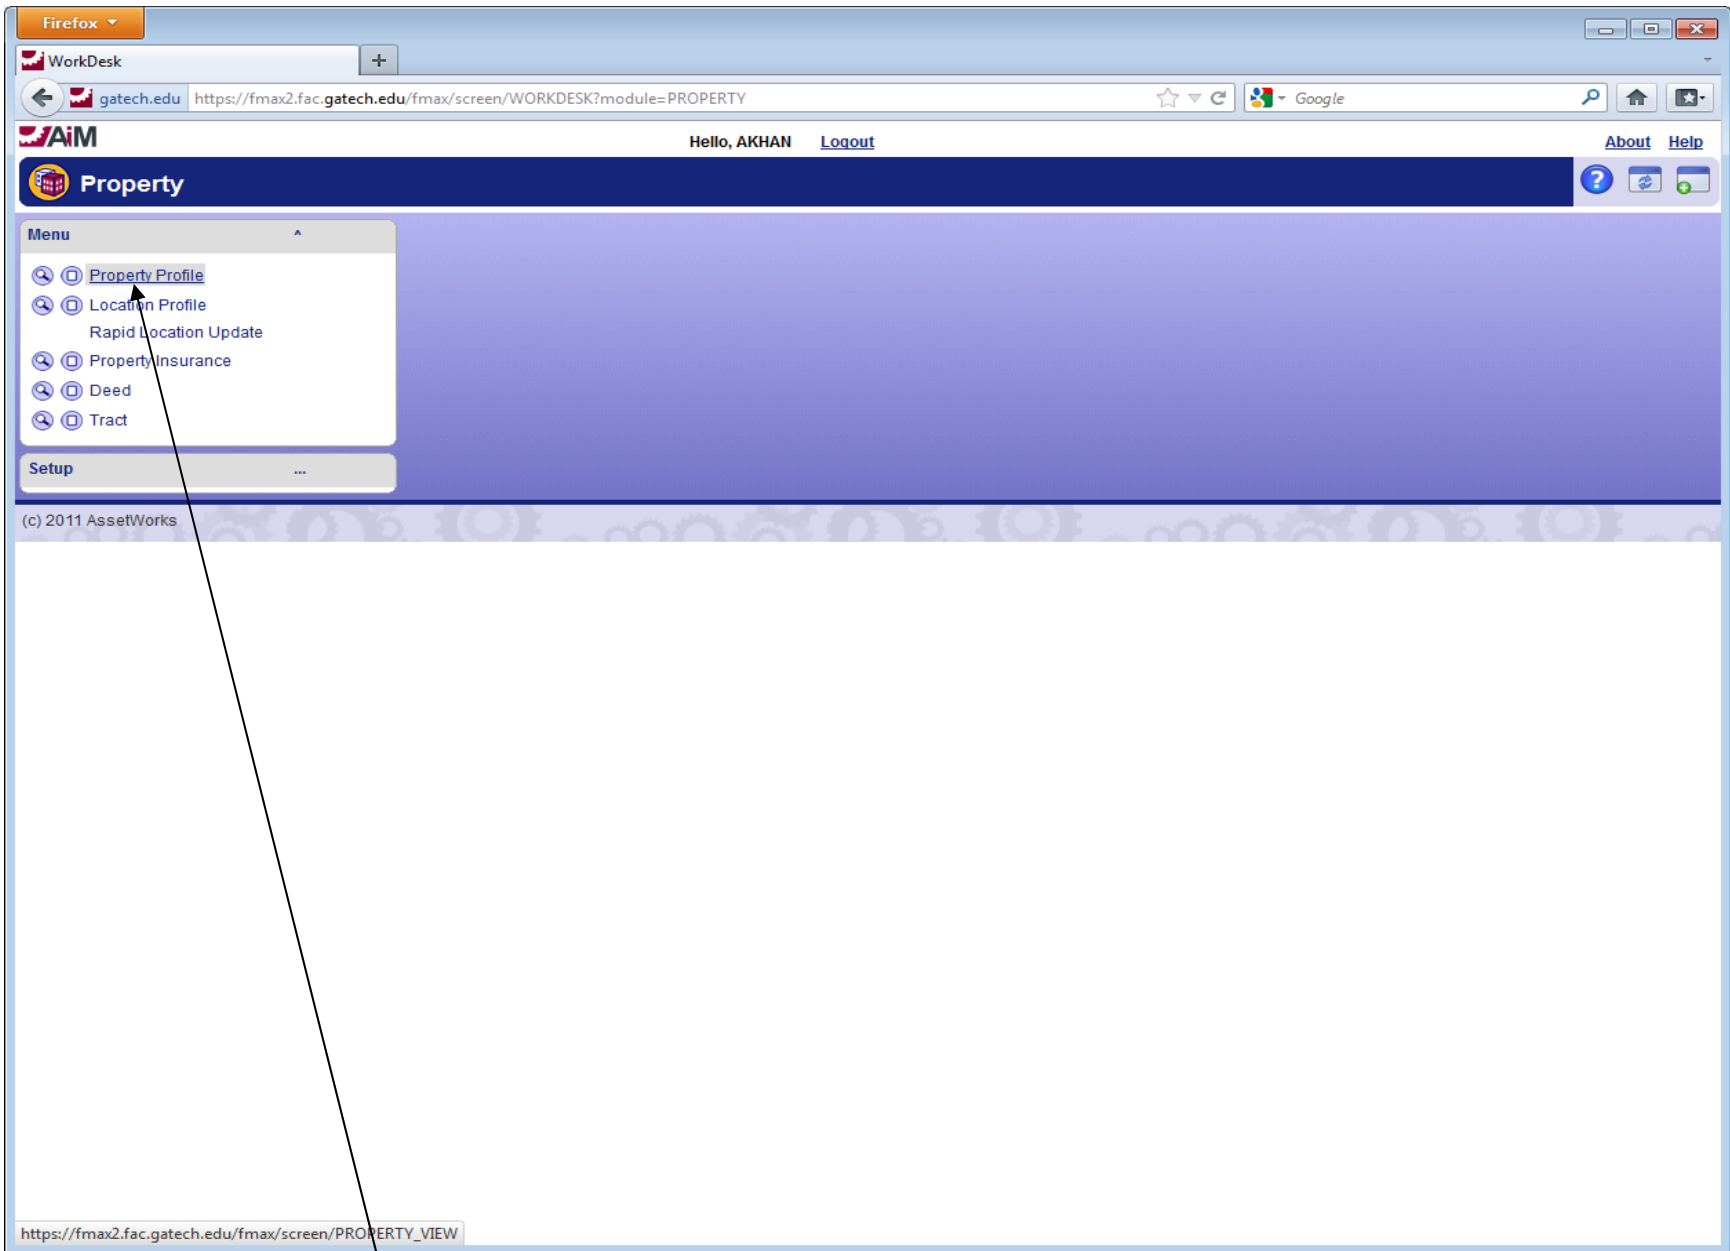 Firefox
WorkDesk
gatech.edu https://fmax2.fac.gatech.edu/fmax/screen/WORKDESK?module=PROPERTY Google
AiM Hello, AKHAN Logout About Help
Property
Menu ^
Property Profile
Location Profile
Rapid Location Update
Property Insurance
Deed
Tract
Setup ...
(c) 2011 AssetWorks
https://fmax2.fac.gatech.edu/fmax/screen/PROPERTY_VIEW